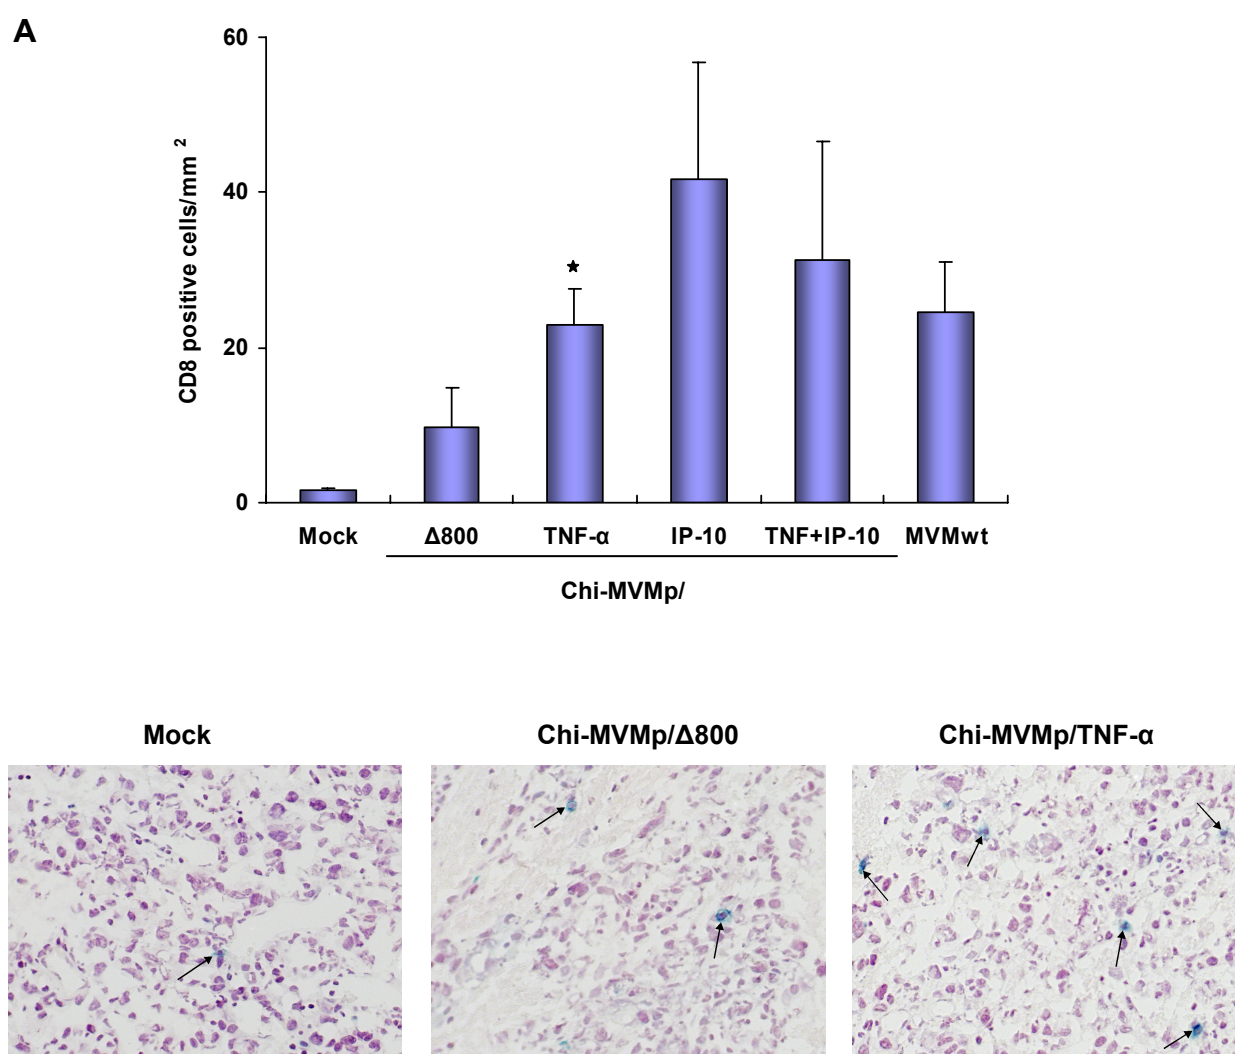 A
60
40
20
0
CD8 positive cells/mm 2
★
Mock Δ800 TNF-α IP-10 TNF+IP-10 MVMwt
Chi-MVMp/
Mock Chi-MVMp/Δ800 Chi-MVMp/TNF-α